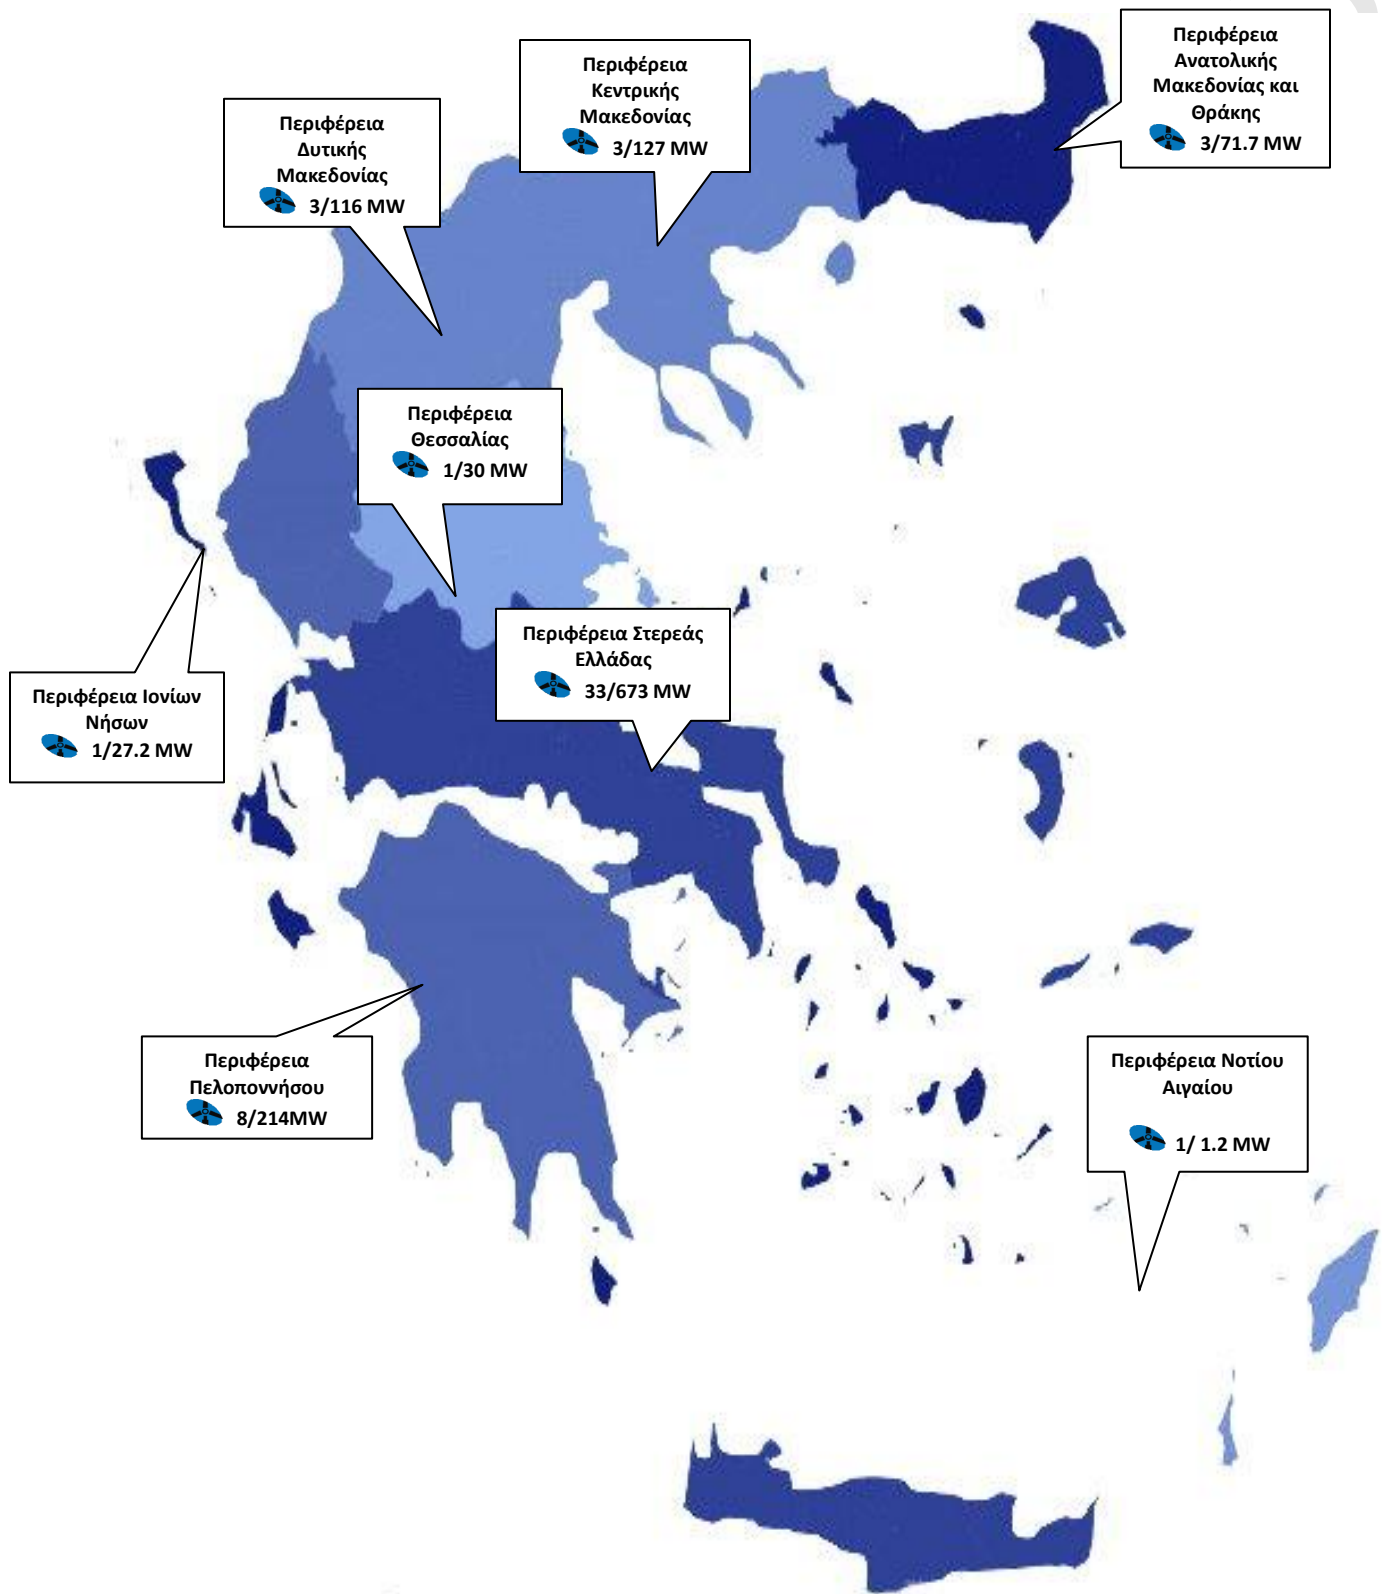 Περιφέρεια
Ανατολικής
Μακεδονίας και
Θράκης
3/71.7 MW
Περιφέρεια
Κεντρικής
Μακεδονίας
3/127 MW
Περιφέρεια
Δυτικής
Μακεδονίας
3/116 MW
Περιφέρεια
Θεσσαλίας
1/30 MW
Περιφέρεια Στερεάς
Ελλάδας
33/673 MW
Περιφέρεια Ιονίων
Νήσων
1/27.2 MW
Περιφέρεια
Πελοποννήσου
8/214MW
Περιφέρεια Νοτίου
Αιγαίου
1/ 1.2 MW